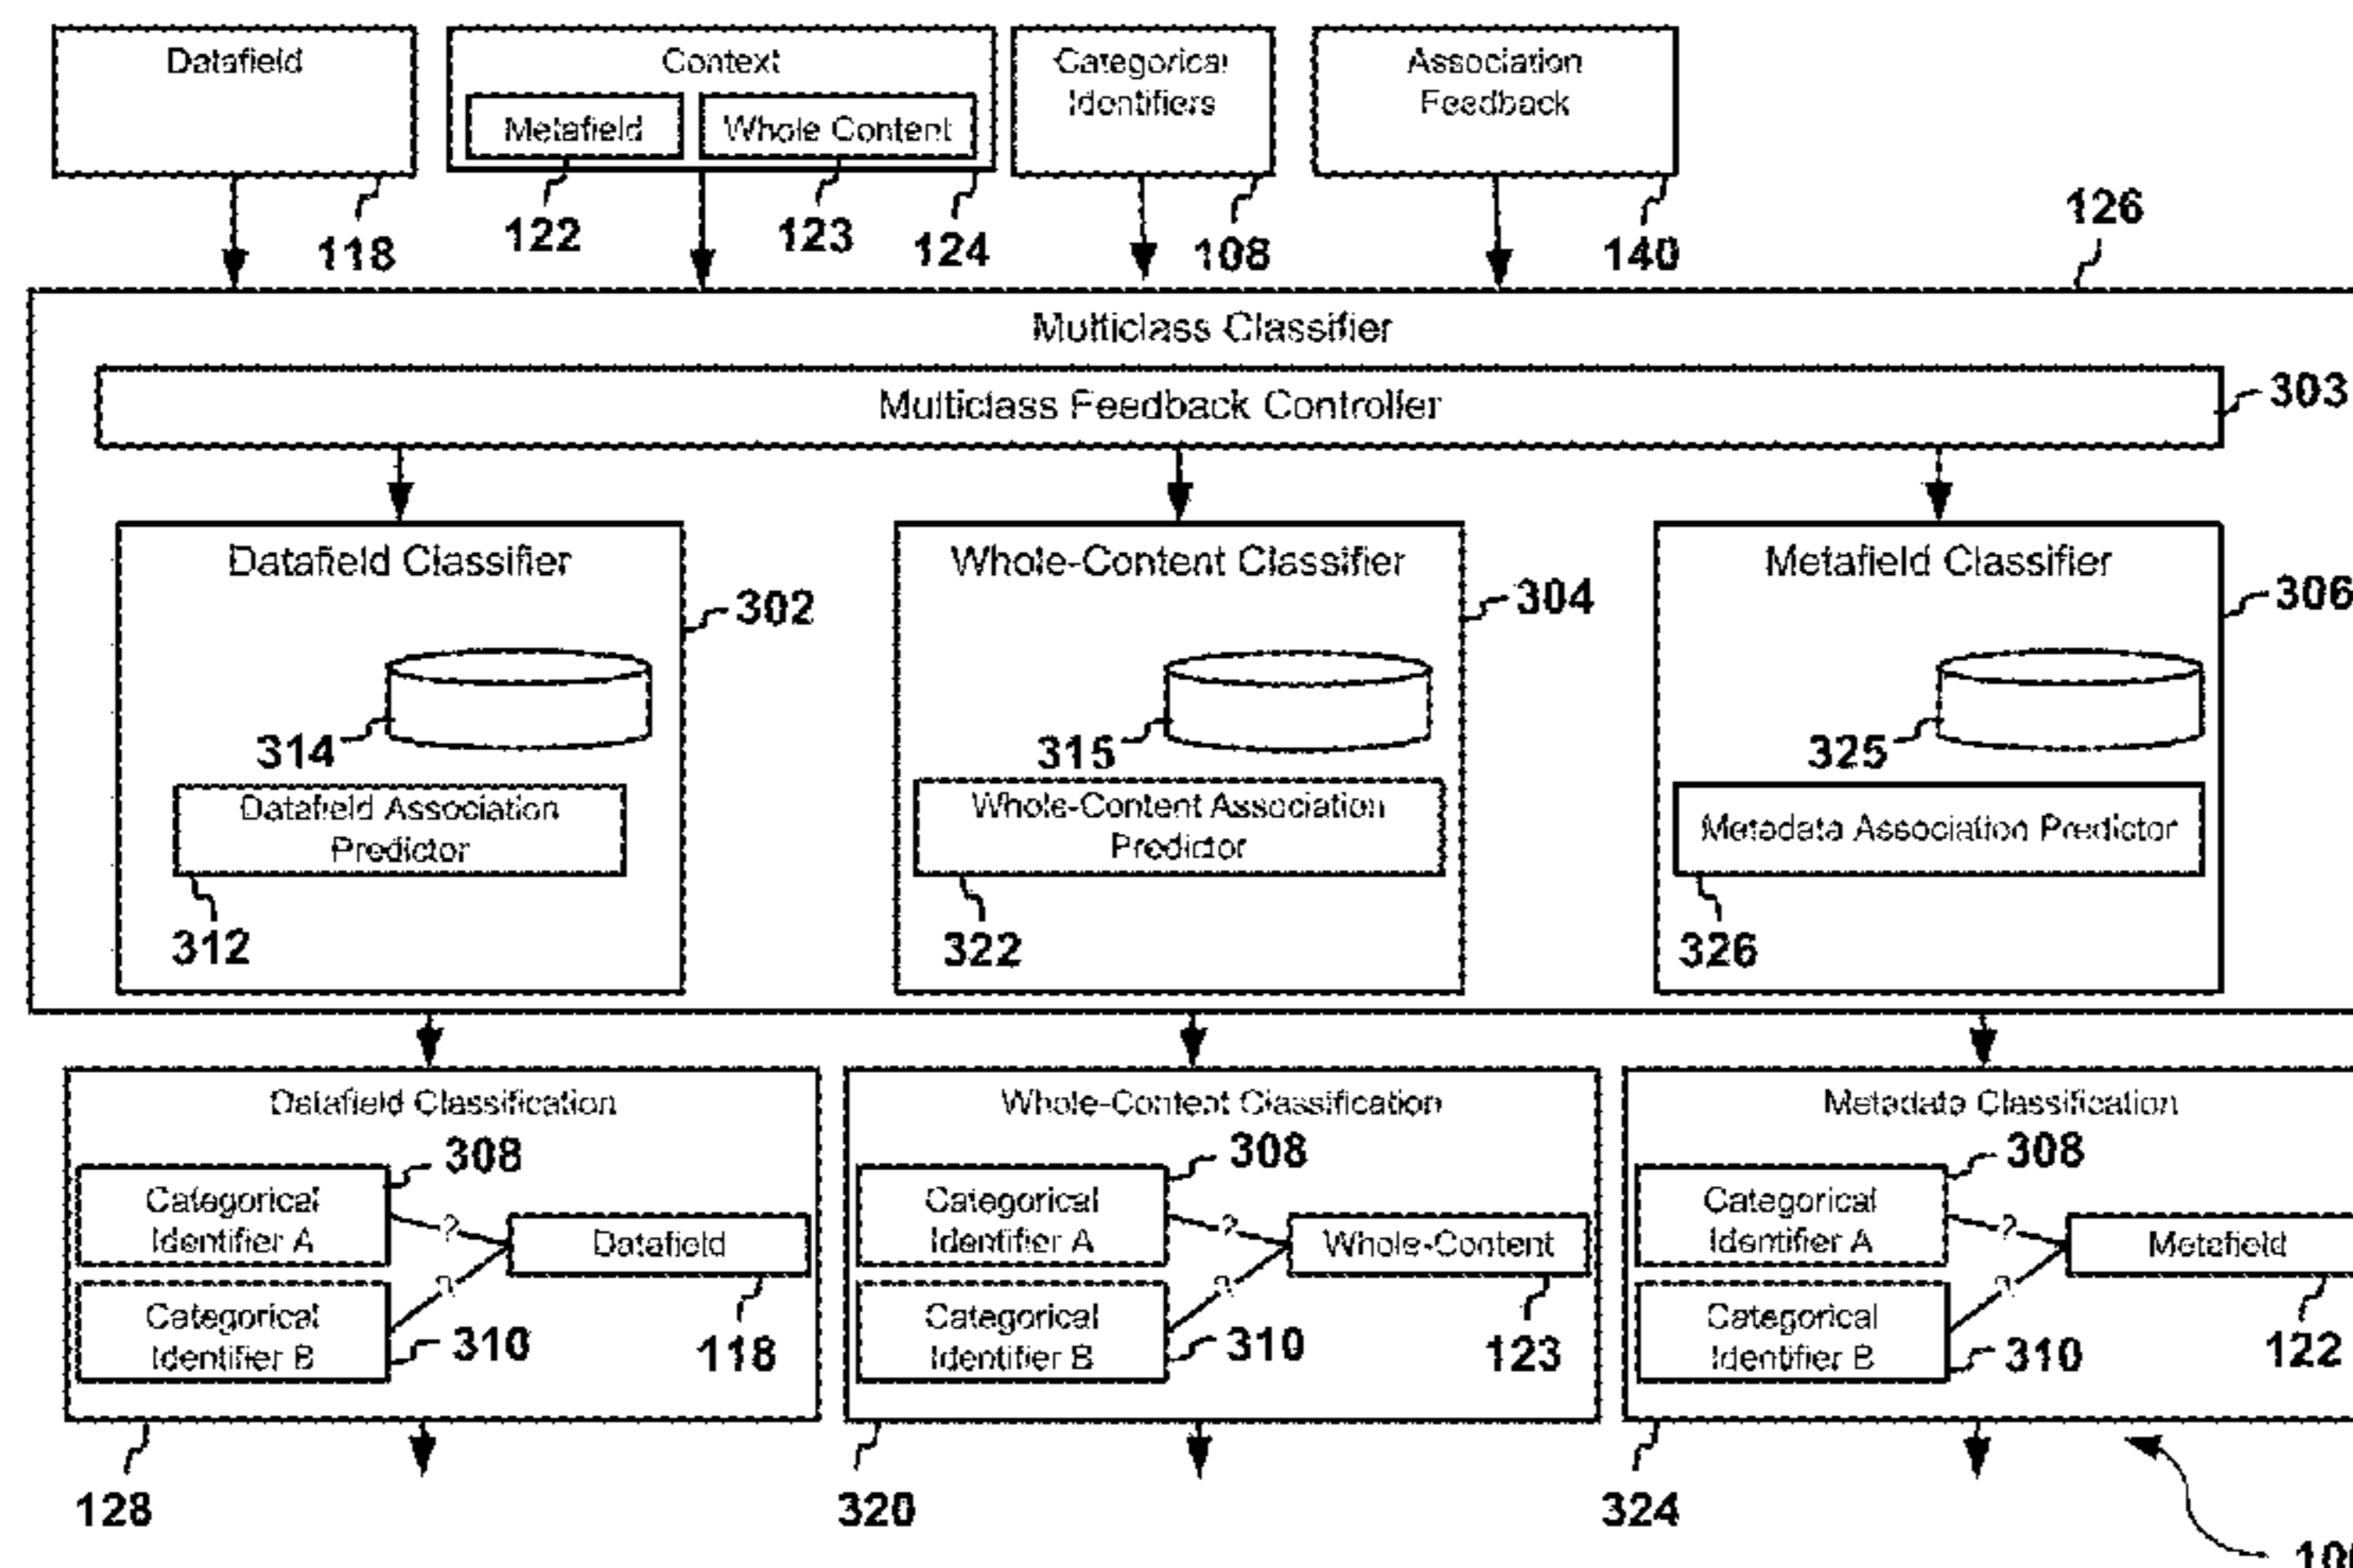 Datafield
Context
Categorical
Identifiers
Association
Feedback
Metafield
Whole Content
118
122
123
124
108
140
126
Multiclass Classifier
Multiclass Feedback Controller
303
Datafield Classifier
Whole-Content Classifier
Metafield Classifier
302
304
306
314
315
325
Datafield Association
Predictor
Whole-Content Association
Predictor
Metadata Association Predictor
312
322
326
Datafield Classification
308
Categorical
Identifier A
?
Datafield
?
Categorical
Identifier B
310
118
Whole-Content Classification
308
Categorical
Identifier A
?
Whole-Content
?
Categorical
Identifier B
310
123
Metadata Classification
308
Categorical
Identifier A
?
Metafield
?
Categorical
Identifier B
310
122
128
320
324